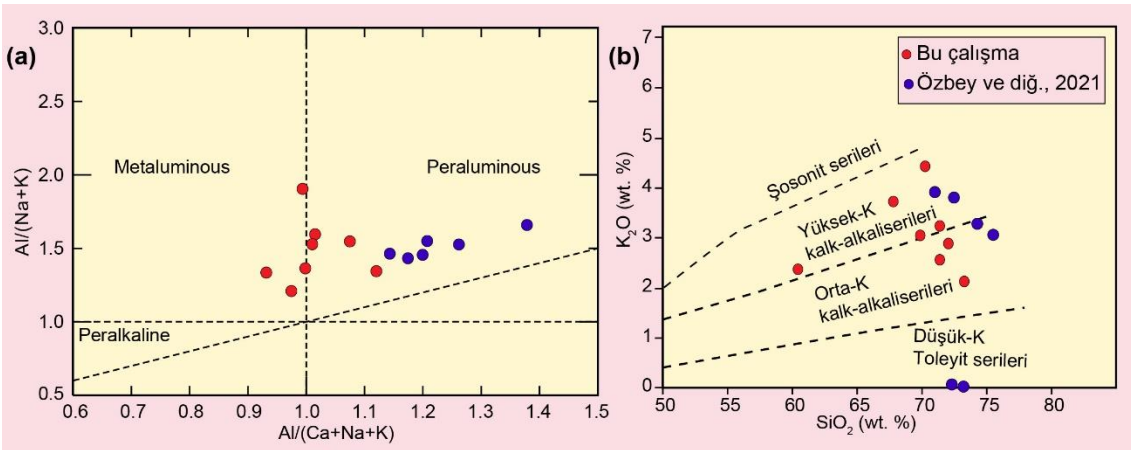 (a)
3.0
2.5
2.0
1.5
1.0
0.5
Al/(Na+K)
Metaluminous
Peraluminous
Peralkaline
0.6
0.7
0.8
0.9
1.0
1.1
1.2
1.3
1.4
1.5
Al/(Ca+Na+K)
(b)
7
6
5
4
3
2
1
0
K2O (wt. %)
Bu çalışma
Özbey ve diğ., 2021
Şosonit serileri
Yüksek-K
kalk-alkaliserileri
Orta-K
kalk-alkaliserileri
Düşük-K
Toleyit serileri
50
55
60
65
70
75
80
SiO2 (wt. %)